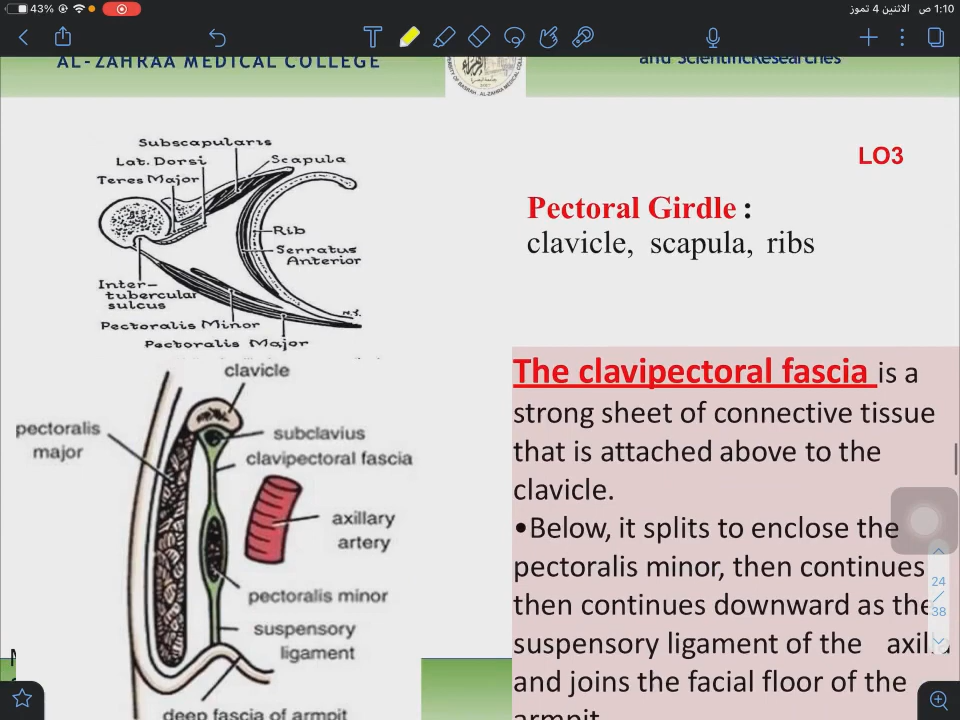 43%
1:10 ص الاثنين 4 تموز
AL-ZAHRAA MEDICAL COLLEGE
and ScientificResearches
LO3
Subscapularis
Lat. Dorsi
Scapula
Teres Major
Rib
Serratus
Anterior
Inter-
tubercular
sulcus
Pectoralis Minor
Pectoralis Major
Pectoral Girdle :
clavicle, scapula, ribs
clavicle
pectoralis
major
subclavius
clavipectoral fascia
axillary
artery
pectoralis minor
suspensory
ligament
deep fascia of armpit
The clavipectoral fascia is a
strong sheet of connective tissue
that is attached above to the
clavicle.
•Below, it splits to enclose the
pectoralis minor, then continues
then continues downward as the
suspensory ligament of the axilla
and joins the facial floor of the
armpit
24
38